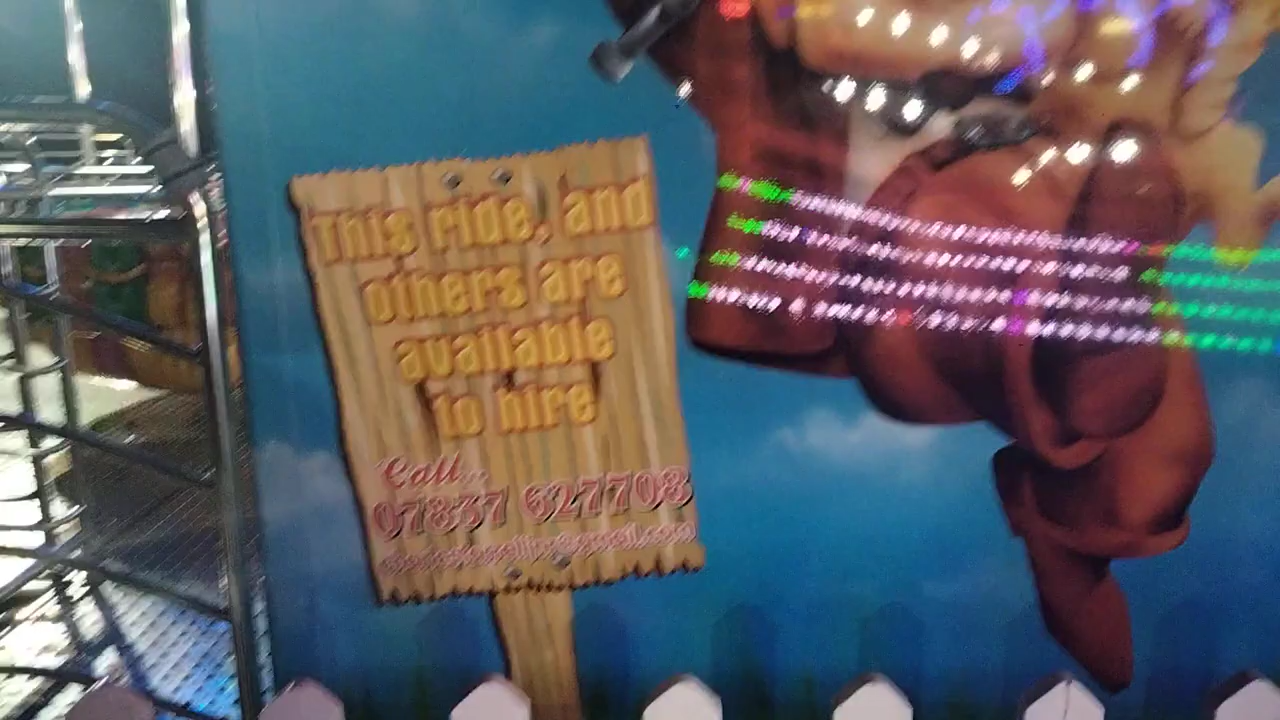 This ride, and
others are
available
to hire
Call...
07837 627708